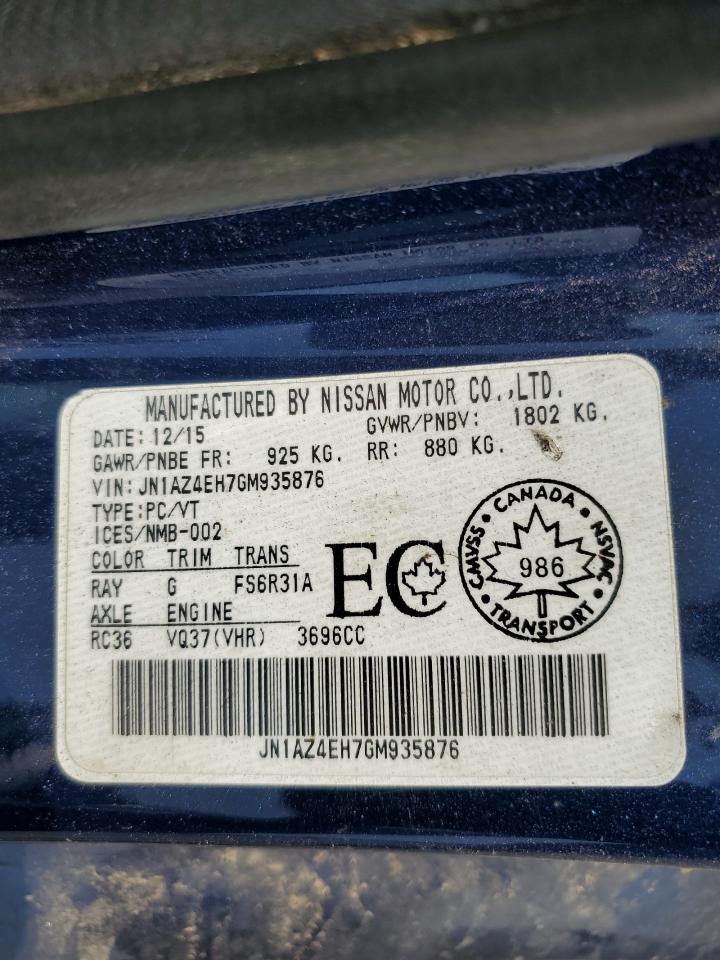 MANUFACTURED BY NISSAN MOTOR CO.,LTD.
DATE: 12/15 GVWR/PNBV: 1802 KG.
GAWR/PNBE FR: 925 KG. RR: 880 KG.
VIN: JN1AZ4EH7GM935876
TYPE:PC/VT
ICES/NMB-002
COLOR TRIM TRANS
RAY G FS6R31A
AXLE ENGINE
RC36 VQ37(VHR) 3696CC
EC
CANADA
CMVSS • NSVAC
986
TRANSPORT
JN1AZ4EH7GM935876